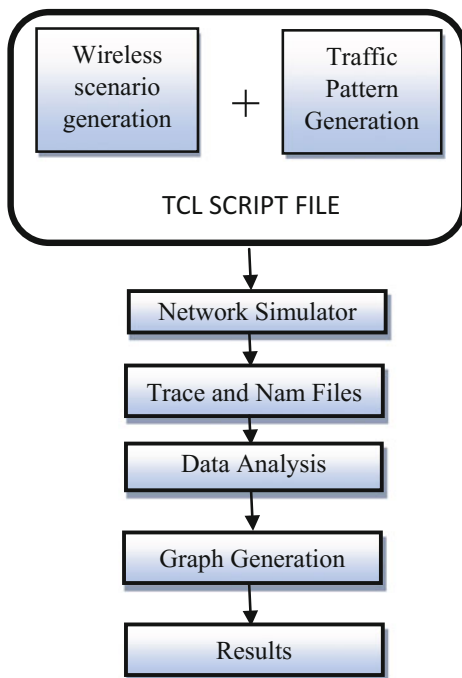 Wireless
scenario
generation
+
Traffic
Pattern
Generation
TCL SCRIPT FILE
Network Simulator
Trace and Nam Files
Data Analysis
Graph Generation
Results